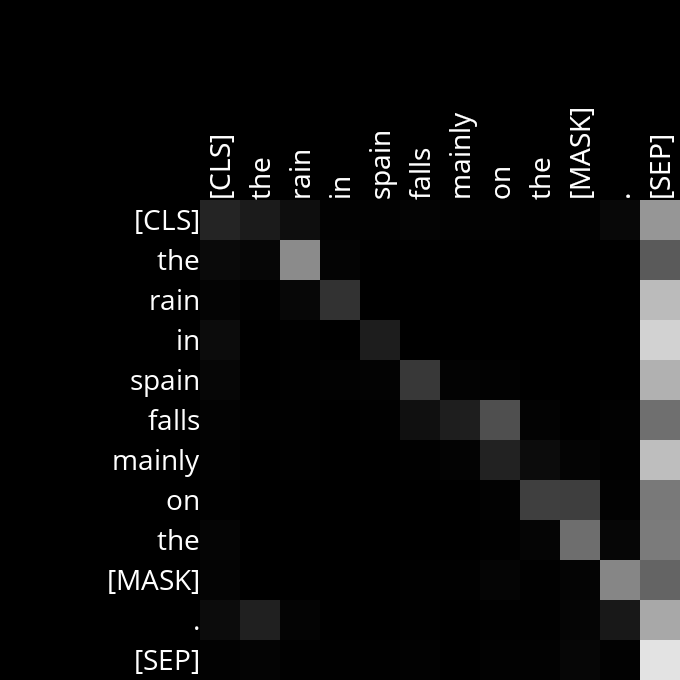 [CLS] the rain in spain falls mainly on the [MASK] . [SEP]
[CLS]
the
rain
in
spain
falls
mainly
on
the
[MASK]
.
[SEP]